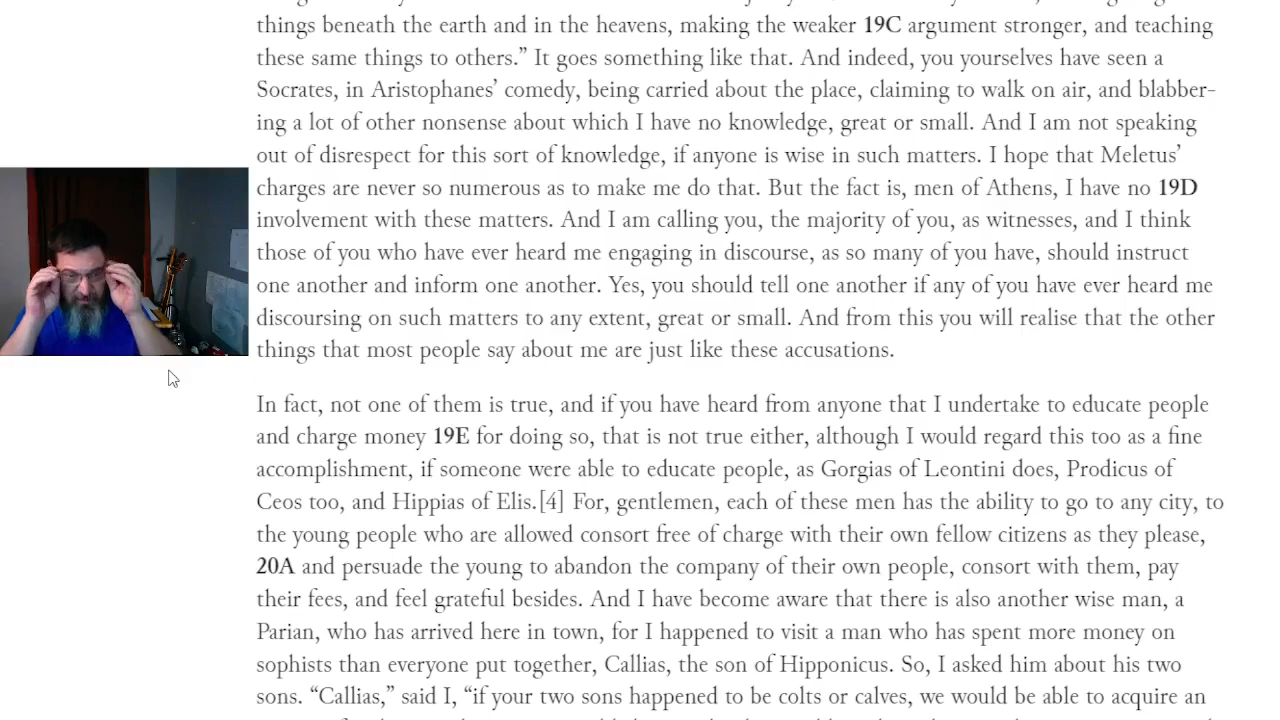 things beneath the earth and in the heavens, making the weaker 19C argument stronger, and teaching
these same things to others.” It goes something like that. And indeed, you yourselves have seen a
Socrates, in Aristophanes’ comedy, being carried about the place, claiming to walk on air, and blabber-
ing a lot of other nonsense about which I have no knowledge, great or small. And I am not speaking
out of disrespect for this sort of knowledge, if anyone is wise in such matters. I hope that Meletus’
charges are never so numerous as to make me do that. But the fact is, men of Athens, I have no 19D
involvement with these matters. And I am calling you, the majority of you, as witnesses, and I think
those of you who have ever heard me engaging in discourse, as so many of you have, should instruct
one another and inform one another. Yes, you should tell one another if any of you have ever heard me
discoursing on such matters to any extent, great or small. And from this you will realise that the other
things that most people say about me are just like these accusations.
In fact, not one of them is true, and if you have heard from anyone that I undertake to educate people
and charge money 19E for doing so, that is not true either, although I would regard this too as a fine
accomplishment, if someone were able to educate people, as Gorgias of Leontini does, Prodicus of
Ceos too, and Hippias of Elis.[4] For, gentlemen, each of these men has the ability to go to any city, to
the young people who are allowed consort free of charge with their own fellow citizens as they please,
20A and persuade the young to abandon the company of their own people, consort with them, pay
their fees, and feel grateful besides. And I have become aware that there is also another wise man, a
Parian, who has arrived here in town, for I happened to visit a man who has spent more money on
sophists than everyone put together, Callias, the son of Hipponicus. So, I asked him about his two
sons. “Callias,” said I, “if your two sons happened to be colts or calves, we would be able to acquire an